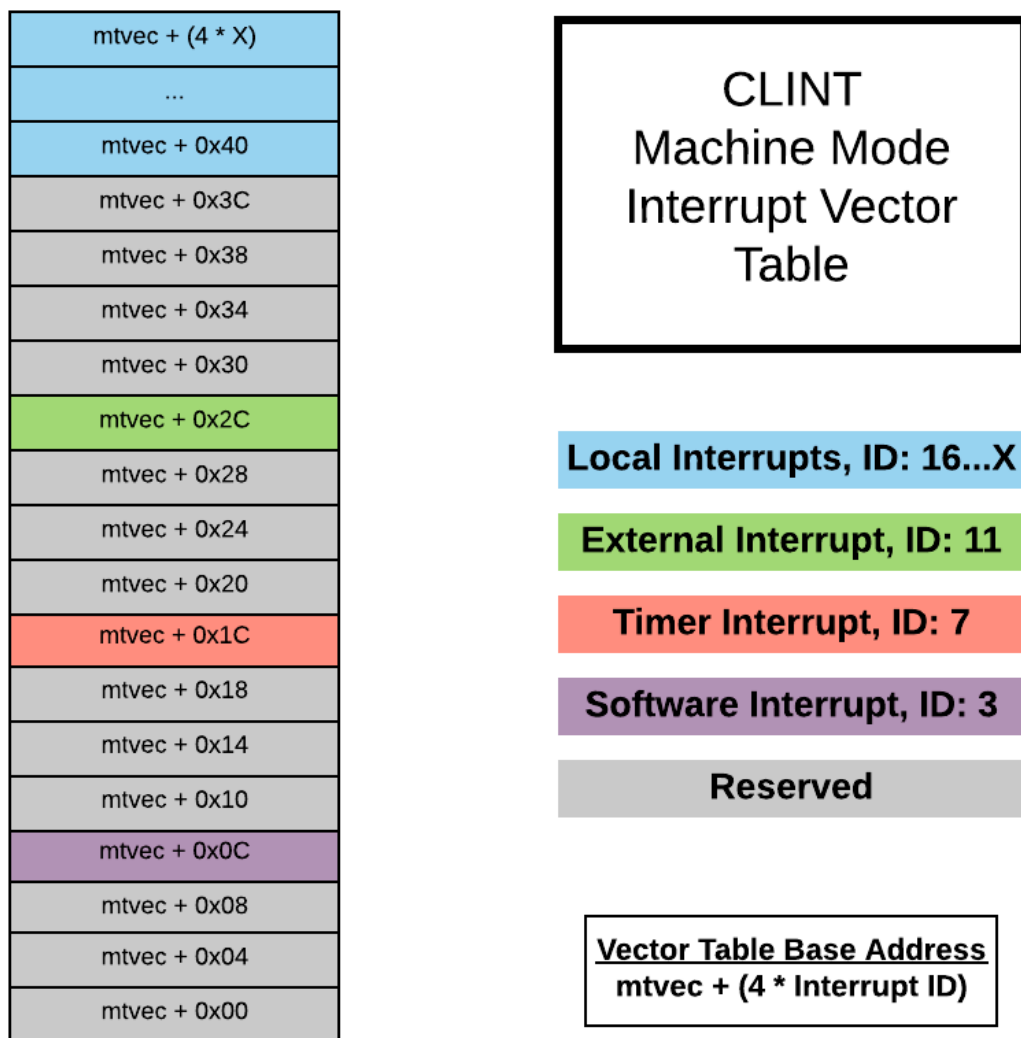 mtvec + (4 * X)
...
mtvec + 0x40
mtvec + 0x3C
mtvec + 0x38
mtvec + 0x34
mtvec + 0x30
mtvec + 0x2C
mtvec + 0x28
mtvec + 0x24
mtvec + 0x20
mtvec + 0x1C
mtvec + 0x18
mtvec + 0x14
mtvec + 0x10
mtvec + 0x0C
mtvec + 0x08
mtvec + 0x04
mtvec + 0x00
CLINT
Machine Mode
Interrupt Vector
Table
Local Interrupts, ID: 16...X
External Interrupt, ID: 11
Timer Interrupt, ID: 7
Software Interrupt, ID: 3
Reserved
Vector Table Base Address
mtvec + (4 * Interrupt ID)